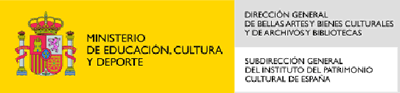 MINISTERIO
DE EDUCACIÓN, CULTURA
Y DEPORTE
DIRECCIÓN GENERAL
DE BELLAS ARTES Y BIENES CULTURALES
Y DE ARCHIVOS Y BIBLIOTECAS
SUBDIRECCIÓN GENERAL
DEL INSTITUTO DEL PATRIMONIO
CULTURAL DE ESPAÑA